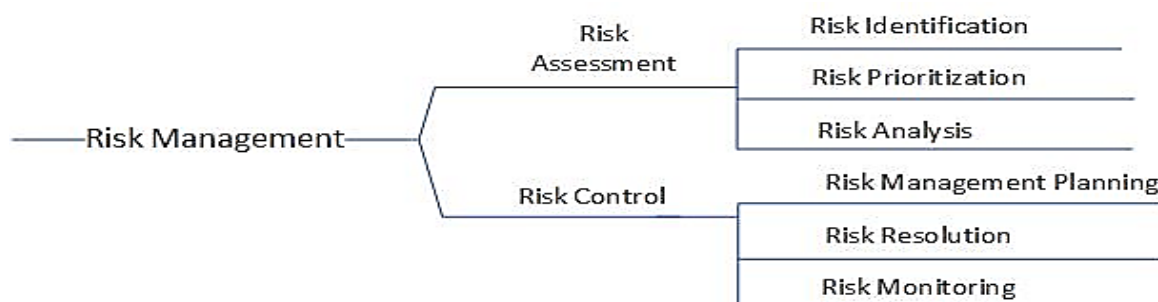 Risk Management
Risk
Assessment
Risk Identification
Risk Prioritization
Risk Analysis
Risk Control
Risk Management Planning
Risk Resolution
Risk Monitoring